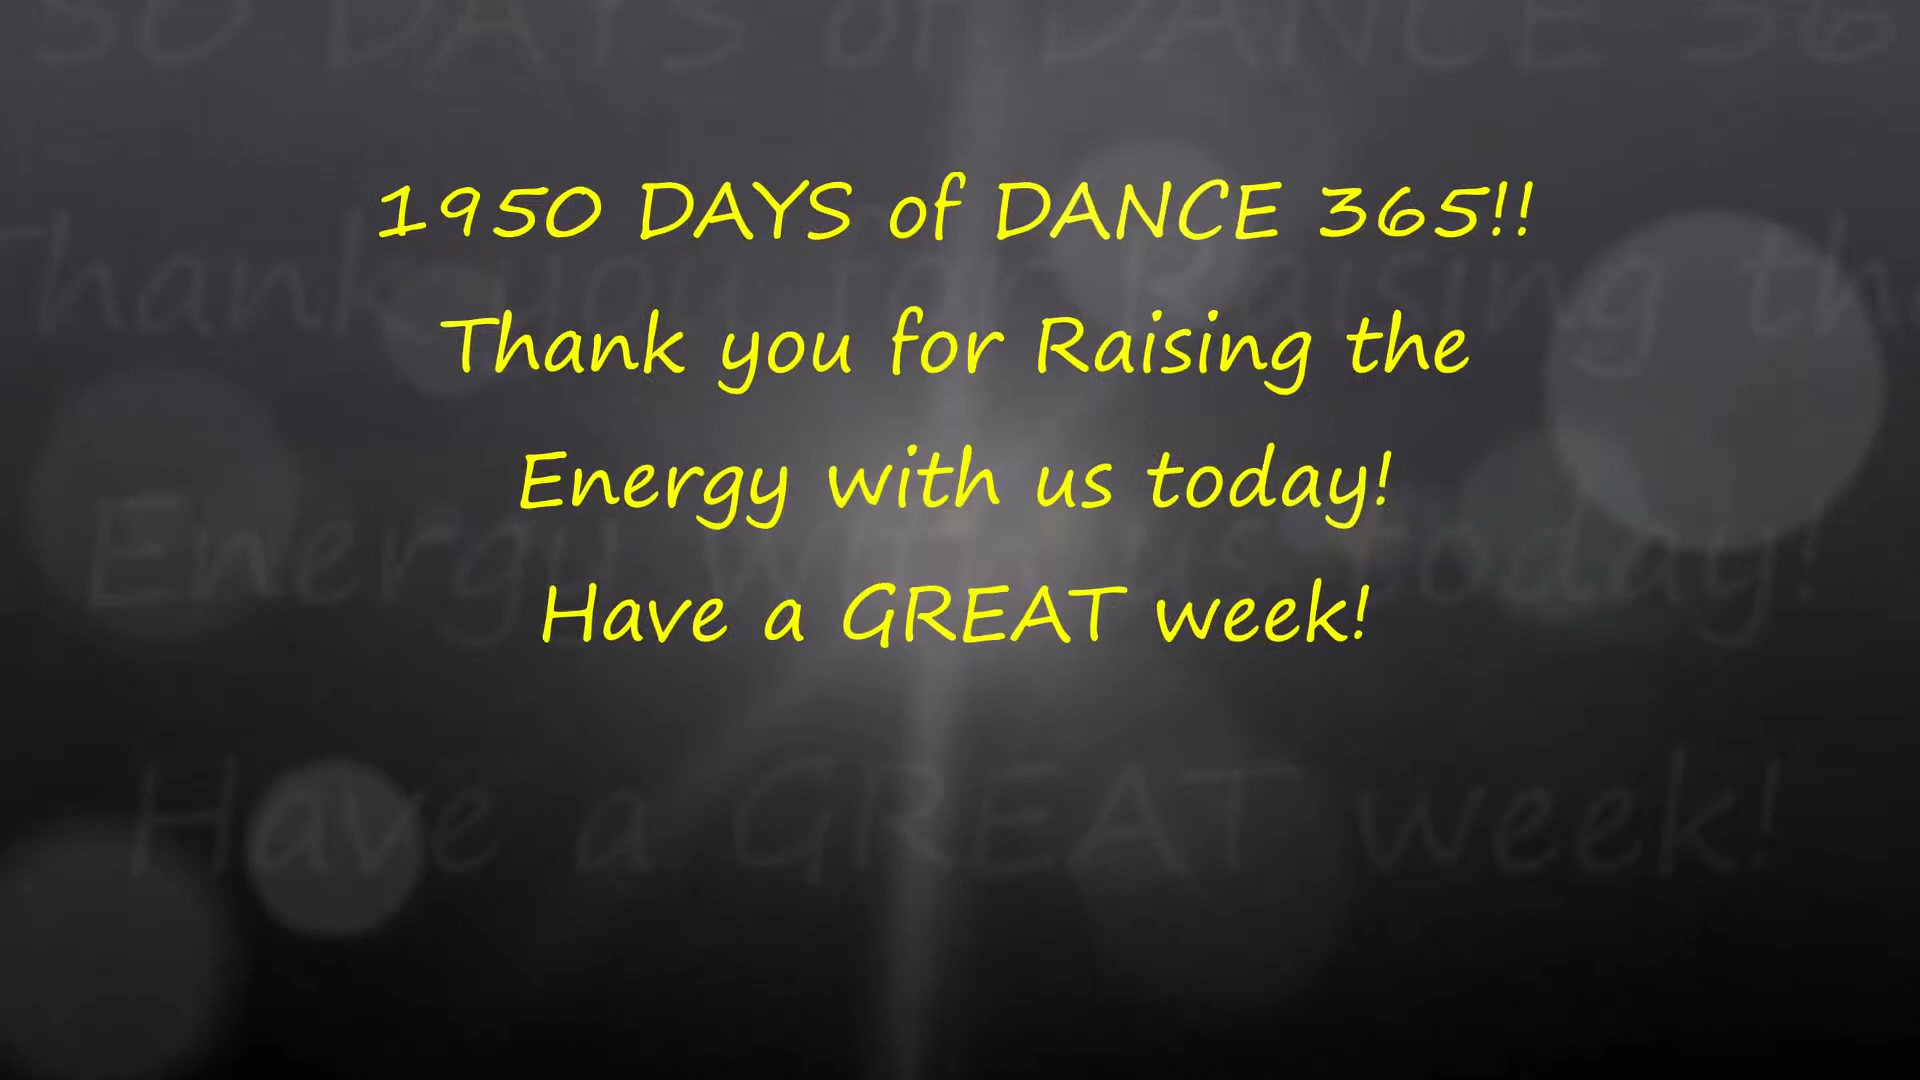 1950 DAYS of DANCE 365!!
Thank you for Raising the
Energy with us today!
Have a GREAT week!